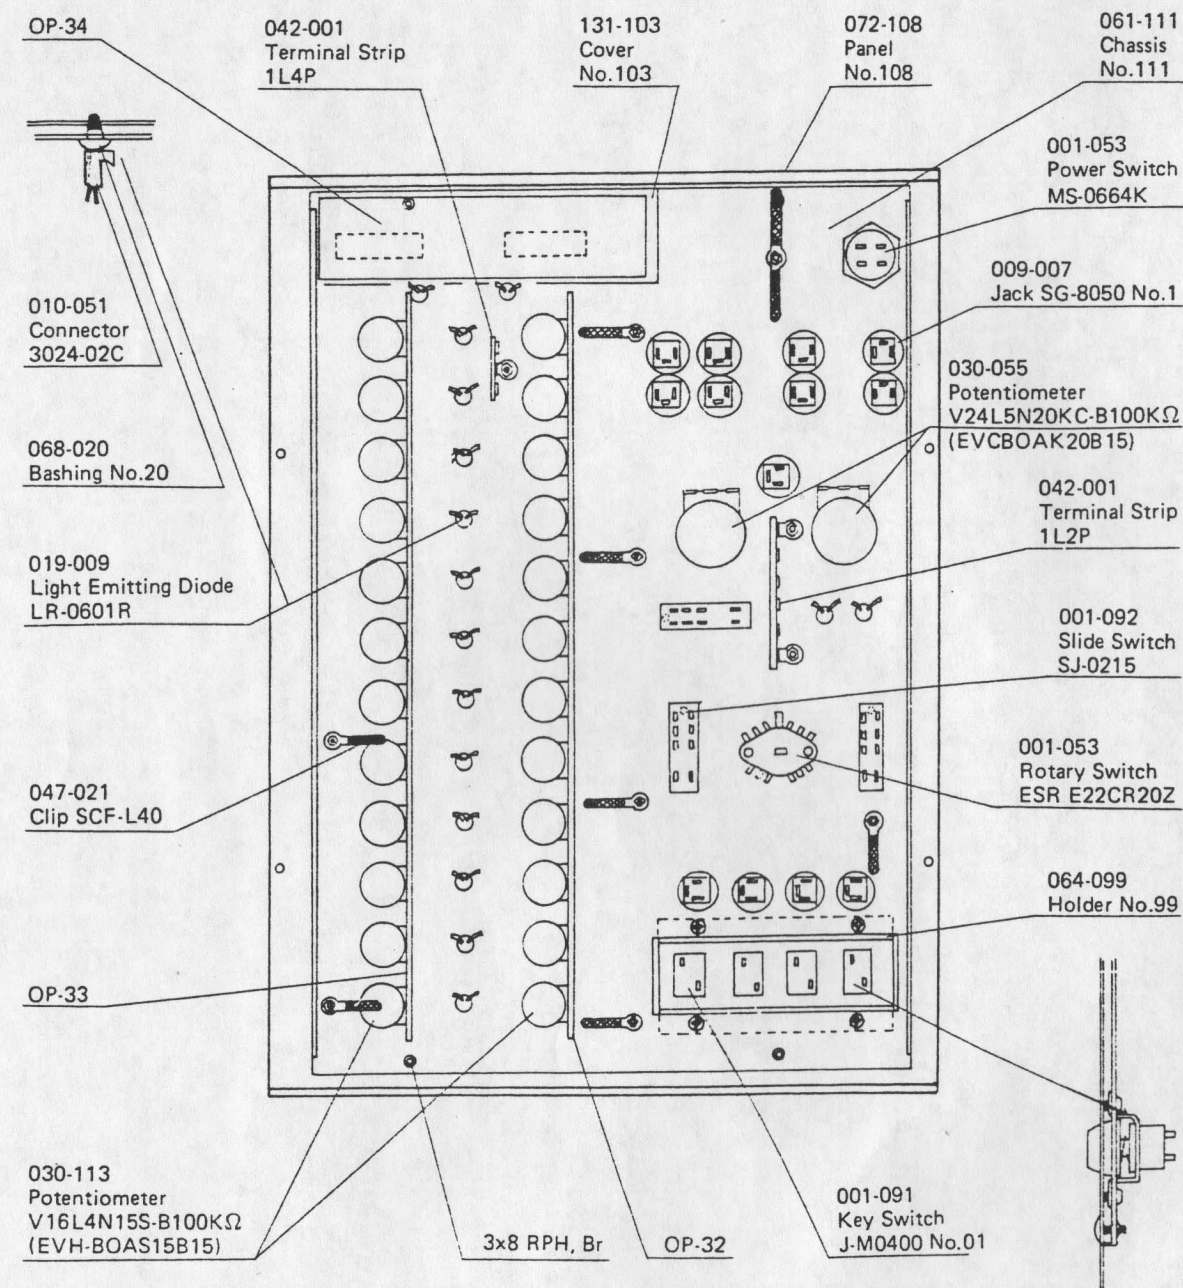 OP-34
042-001
Terminal Strip
1L4P
131-103
Cover
No.103
072-108
Panel
No.108
061-111
Chassis
No.111
001-053
Power Switch
MS-0664K
009-007
Jack SG-8050 No.1
010-051
Connector
3024-02C
030-055
Potentiometer
V24L5N20KC-B100KΩ
(EVCBOAK20B15)
068-020
Bashing No.20
042-001
Terminal Strip
1L2P
019-009
Light Emitting Diode
LR-0601R
001-092
Slide Switch
SJ-0215
001-053
Rotary Switch
ESR E22CR20Z
047-021
Clip SCF-L40
064-099
Holder No.99
OP-33
030-113
Potentiometer
V16L4N15S-B100KΩ
(EVH-BOAS15B15)
3x8 RPH, Br
OP-32
001-091
Key Switch
J-M0400 No.01